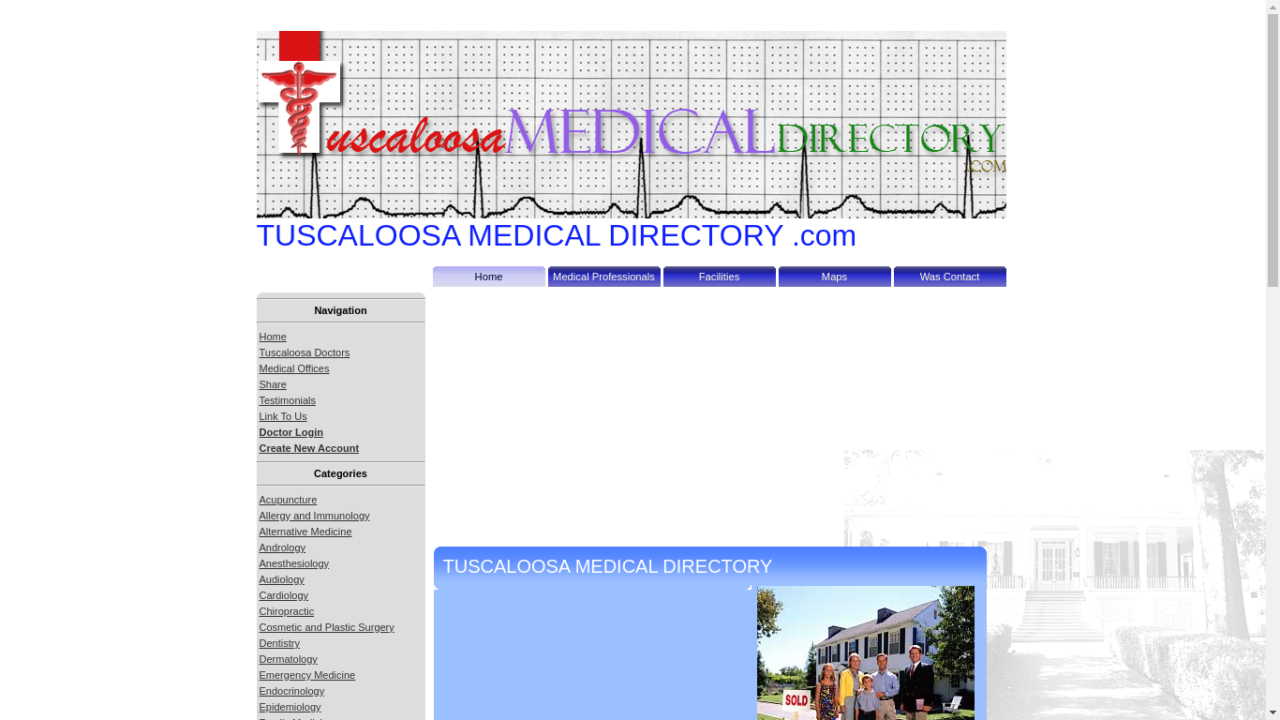 Tuscaloosa MEDICAL DIRECTORY .COM
TUSCALOOSA MEDICAL DIRECTORY .com
Home
Medical Professionals
Facilities
Maps
Was Contact
Navigation
Home
Tuscaloosa Doctors
Medical Offices
Share
Testimonials
Link To Us
Doctor Login
Create New Account
Categories
Acupuncture
Allergy and Immunology
Alternative Medicine
Andrology
Anesthesiology
Audiology
Cardiology
Chiropractic
Cosmetic and Plastic Surgery
Dentistry
Dermatology
Emergency Medicine
Endocrinology
Epidemiology
TUSCALOOSA MEDICAL DIRECTORY
SOLD